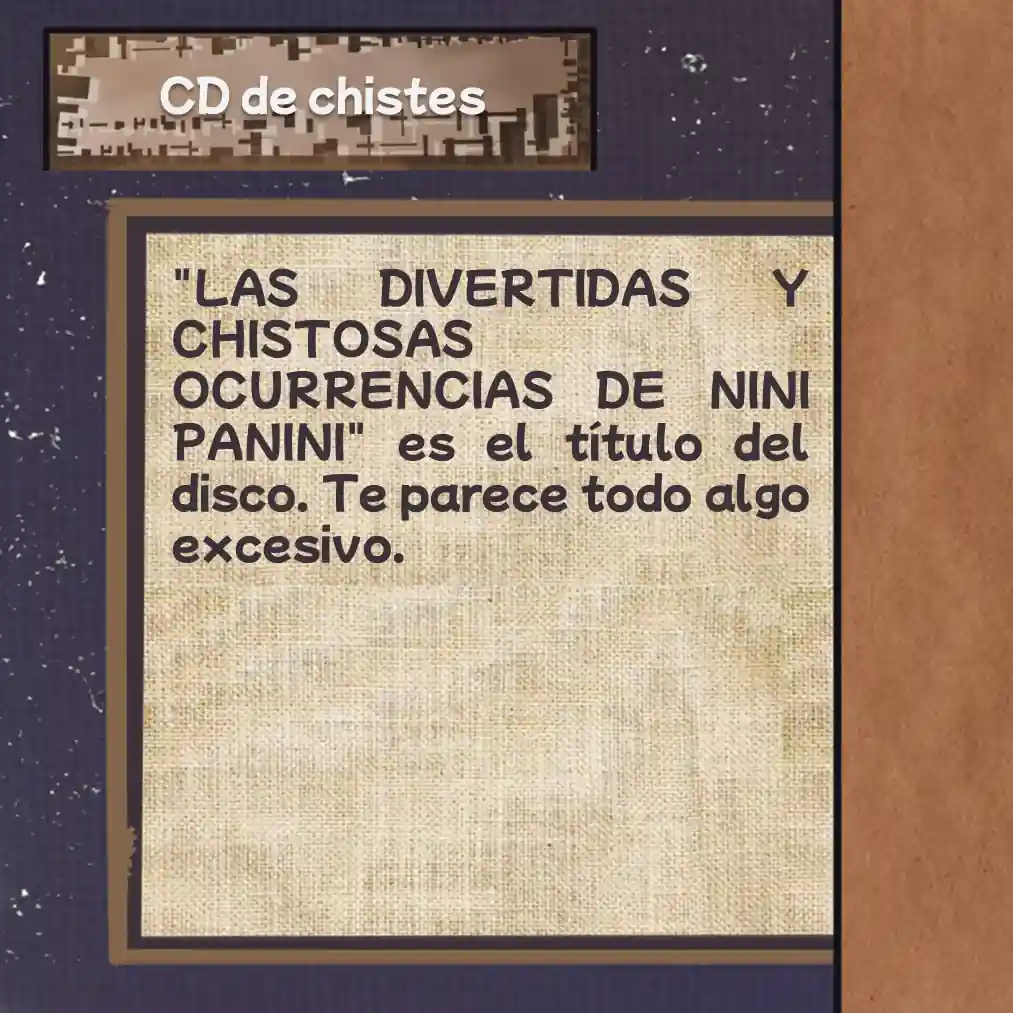 CD de chistes
"LAS DIVERTIDAS Y
CHISTOSAS
OCURRENCIAS DE NINI
PANINI" es el título del
disco. Te parece todo algo
excesivo.